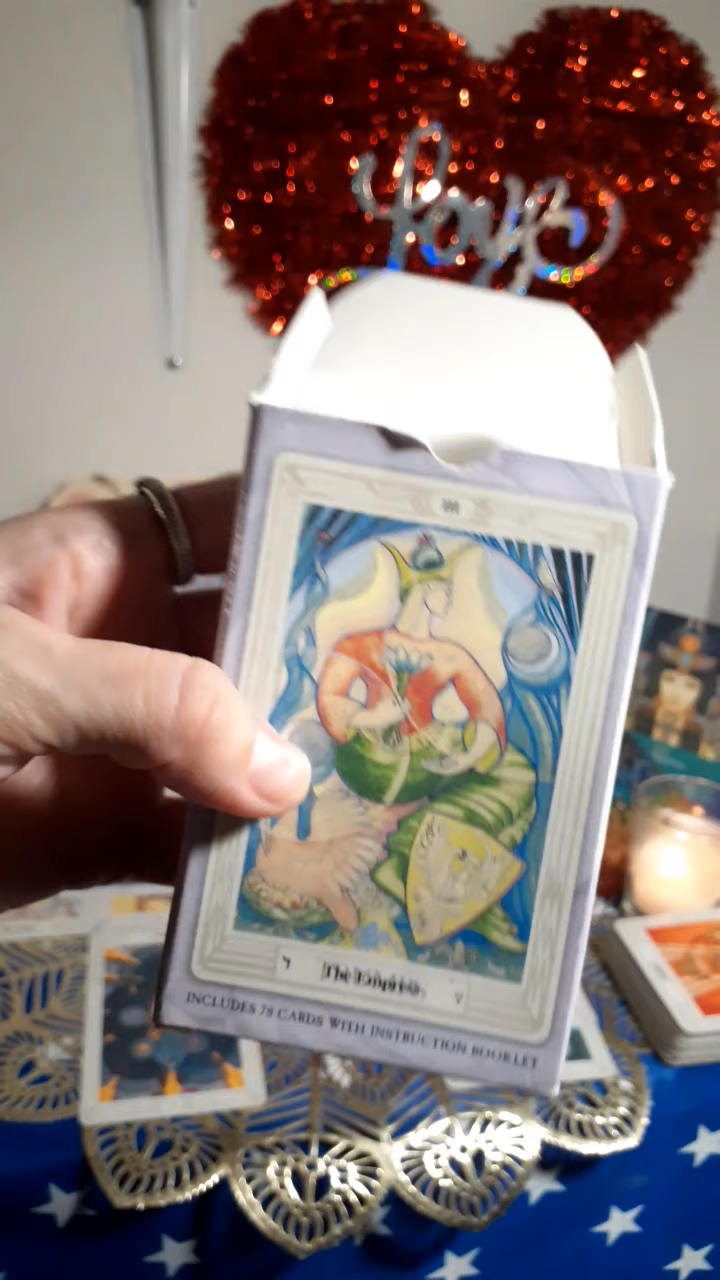 Love
III
The Empress
INCLUDES 78 CARDS WITH INSTRUCTION BOOKLET